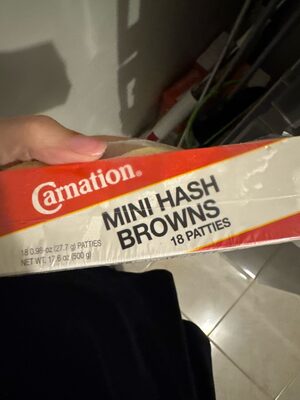 Carnation®
MINI HASH
BROWNS
18 PATTIES
18 0.98 oz (27.7 g) PATTIES
NET WT. 17.6 oz (500 g)